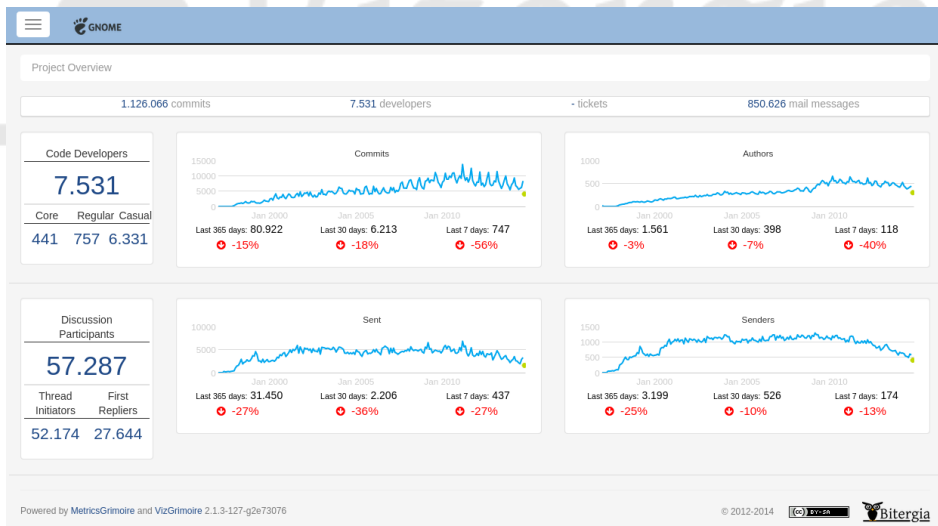 GNOME
Project Overview
1.126.066 commits 7.531 developers - tickets 850.626 mail messages
Code Developers
7.531
Core Regular Casual
441 757 6.331
Commits
15000
10000
5000
0
Jan 2000 Jan 2005 Jan 2010
Last 365 days: 80.922 Last 30 days: 6.213 Last 7 days: 747
-15% -18% -56%
Authors
1000
500
0
Jan 2000 Jan 2005 Jan 2010
Last 365 days: 1.561 Last 30 days: 398 Last 7 days: 118
-3% -7% -40%
Discussion
Participants
57.287
Thread First
Initiators Repliers
52.174 27.644
Sent
10000
5000
0
Jan 2000 Jan 2005 Jan 2010
Last 365 days: 31.450 Last 30 days: 2.206 Last 7 days: 437
-27% -36% -27%
Senders
1500
1000
500
0
Jan 2000 Jan 2005 Jan 2010
Last 365 days: 3.199 Last 30 days: 526 Last 7 days: 174
-25% -10% -13%
Powered by MetricsGrimoire and VizGrimoire 2.1.3-127-g2e73076
© 2012-2014 (cc) BY-SA Bitergia